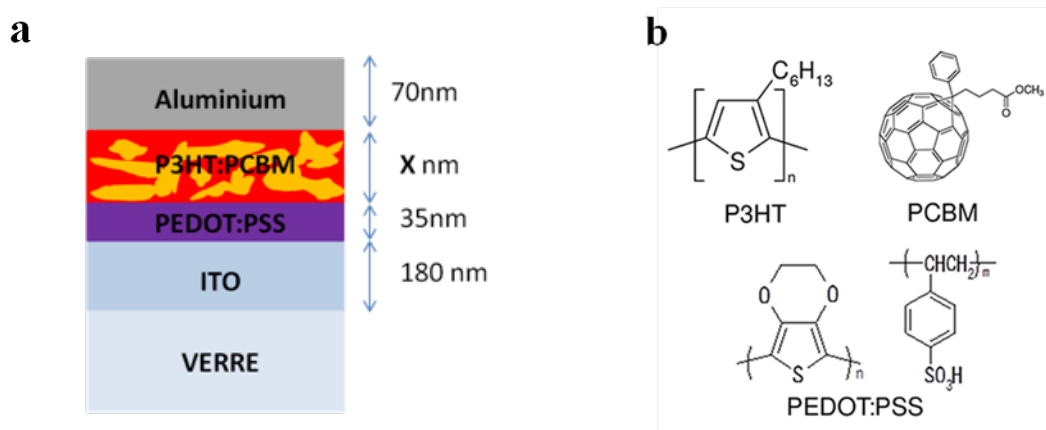 a
Aluminium
70nm
P3HT:PCBM
X nm
PEDOT:PSS
35nm
ITO
180 nm
VERRE
b
C6H13
S
n
P3HT
OCH3
O
PCBM
O O
S
n
CHCH2
m
SO3H
PEDOT:PSS